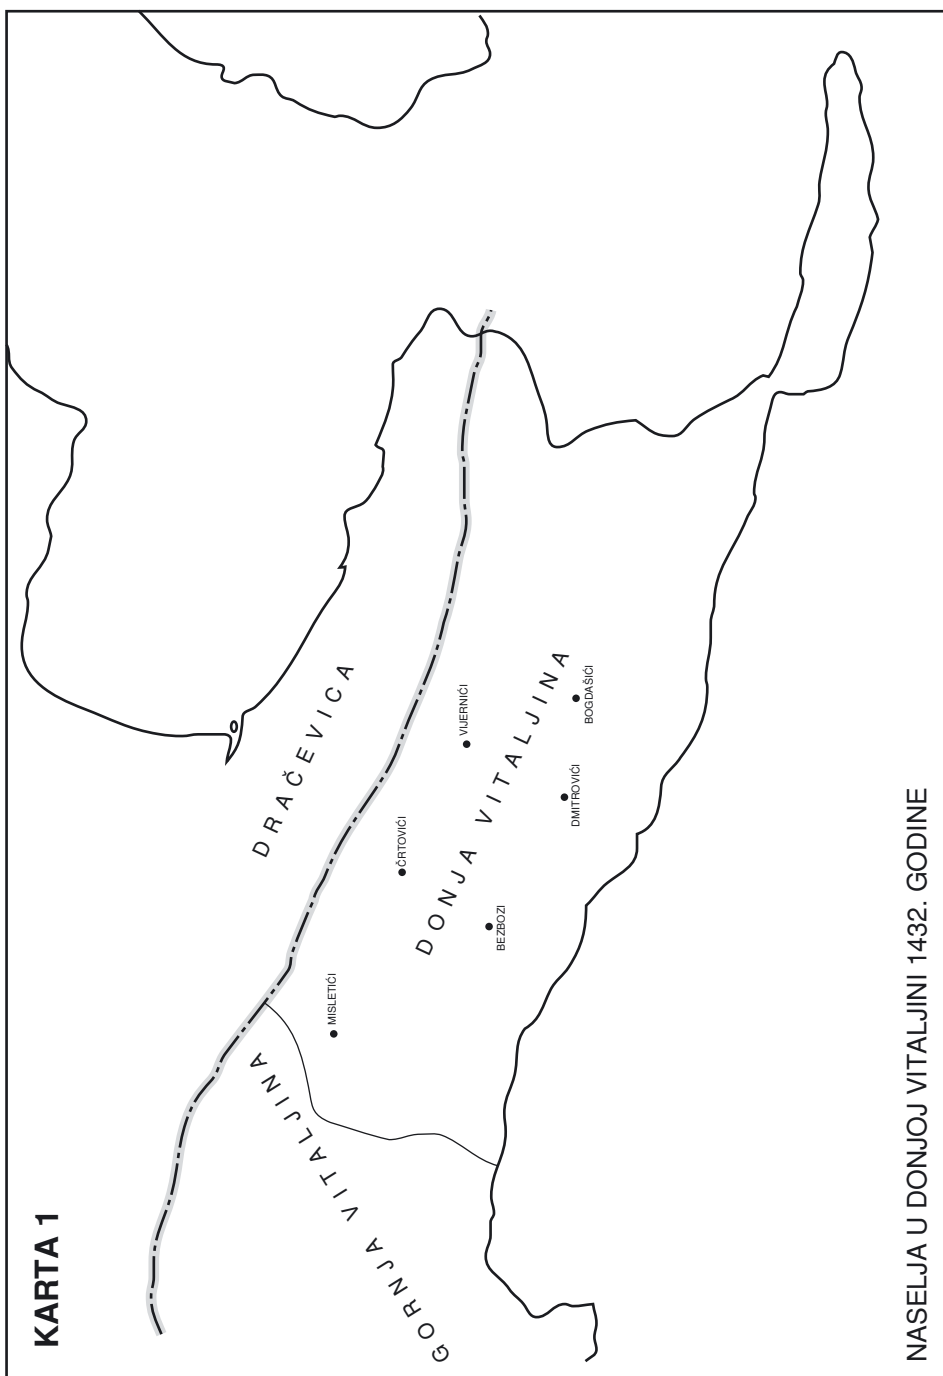 KARTA 1
DRAČEVICA
GORNJA VITALJINA
DONJA VITALJINA
MISLETIĆI
ČRTOVIĆI
VIJERNIĆI
BEZBOZI
DMITROVIĆI
BOGDAŠIĆI
NASELJA U DONJOJ VITALJINI 1432. GODINE